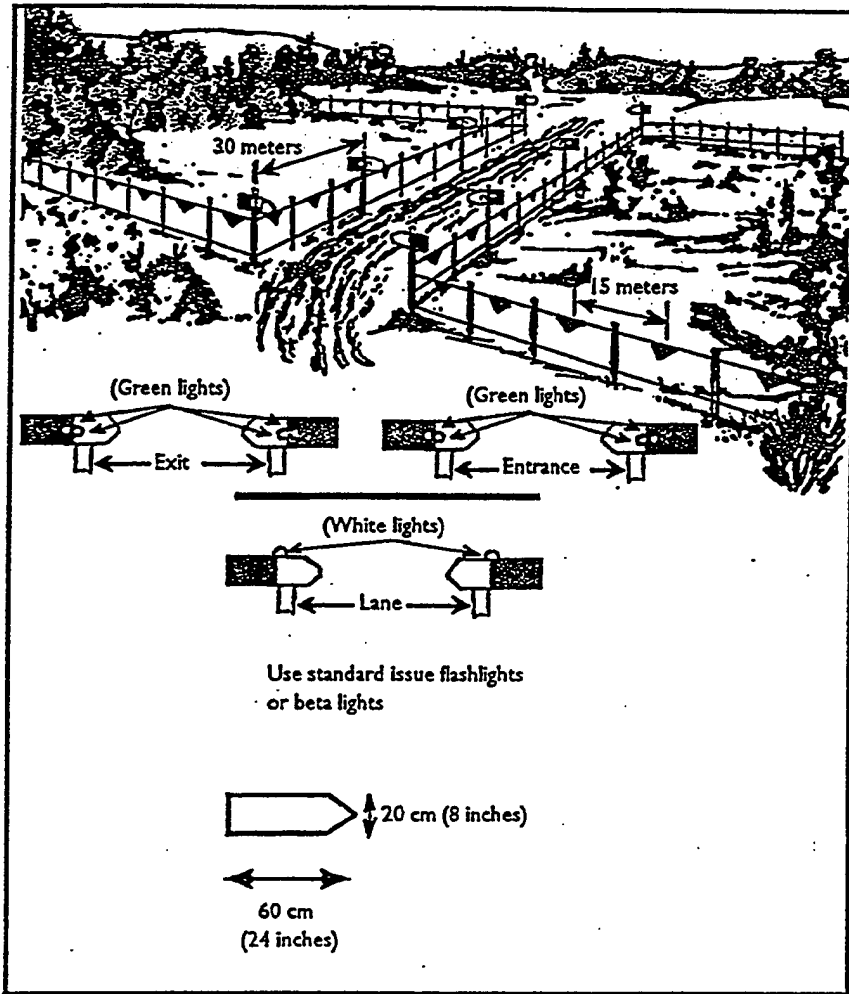 30 meters
15 meters
(Green lights)
(Green lights)
Exit
Entrance
(White lights)
Lane
Use standard issue flashlights
or beta lights
20 cm (8 inches)
60 cm
(24 inches)